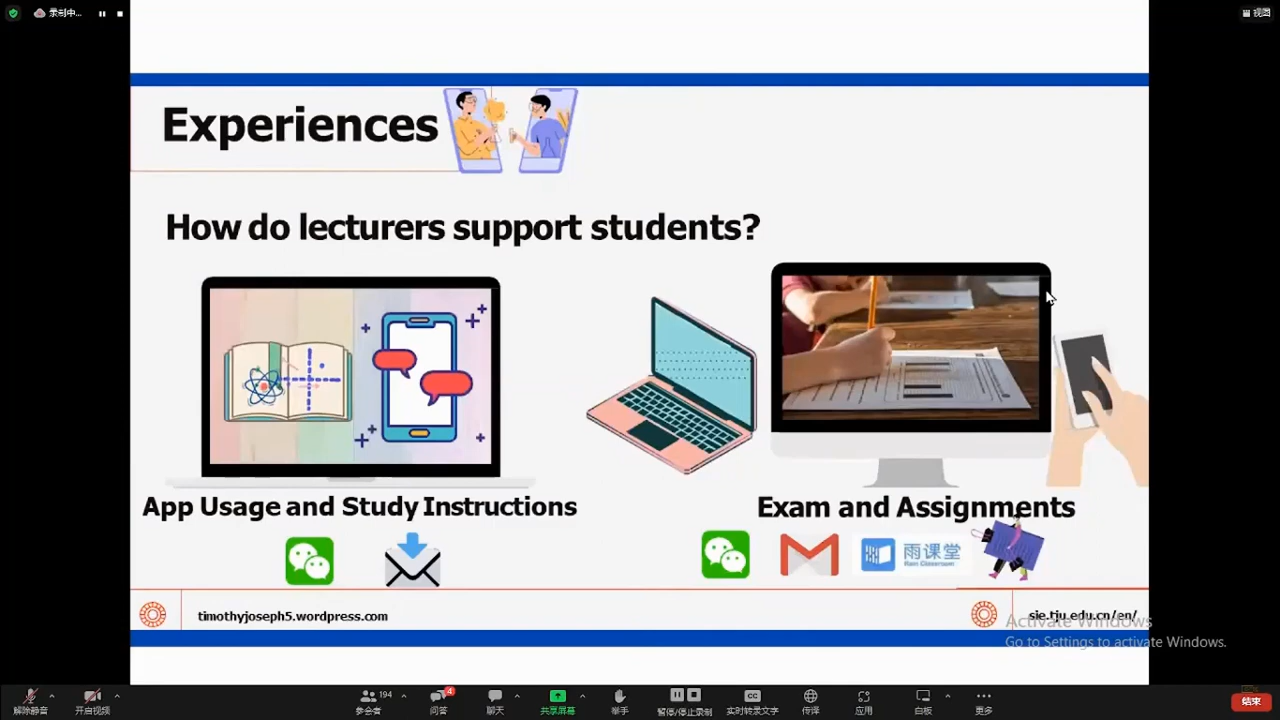 录制中...
视图
Experiences
How do lecturers support students?
App Usage and Study Instructions
Exam and Assignments
雨课堂
Rain Classroom
timothyjoseph5.wordpress.com
sie.tju.edu.cn/en/
Activate Windows
Go to Settings to activate Windows.
解除静音
开启视频
194
参会者
4
问答
聊天
共享屏幕
举手
暂停/停止录制
CC
实时转录文字
传译
应用
白板
更多
结束